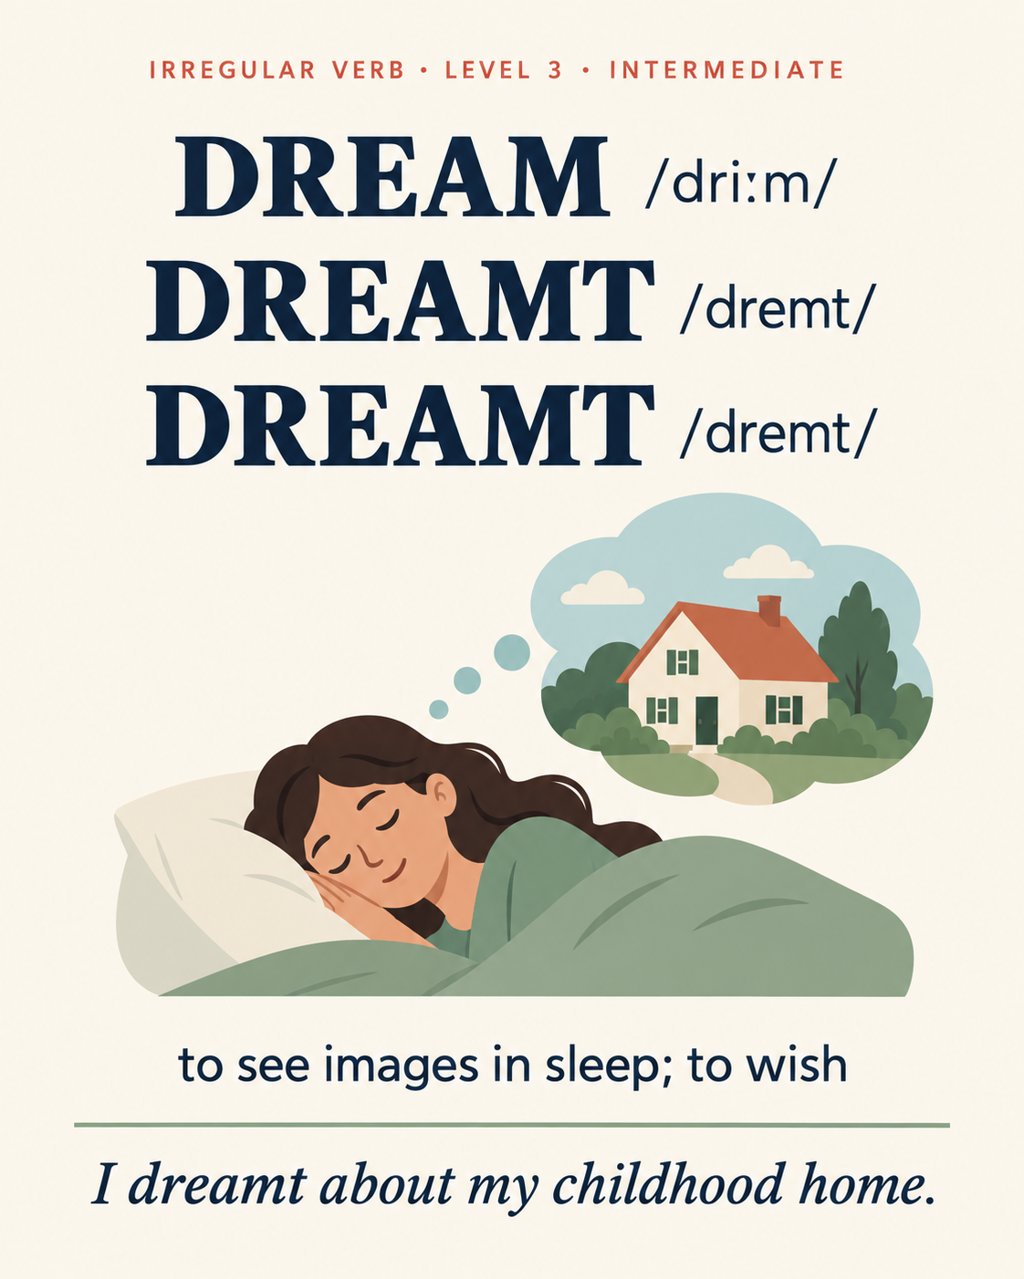 IRREGULAR VERB • LEVEL 3 • INTERMEDIATE
DREAM /driːm/
DREAMT /dremt/
DREAMT /dremt/
to see images in sleep; to wish
I dreamt about my childhood home.